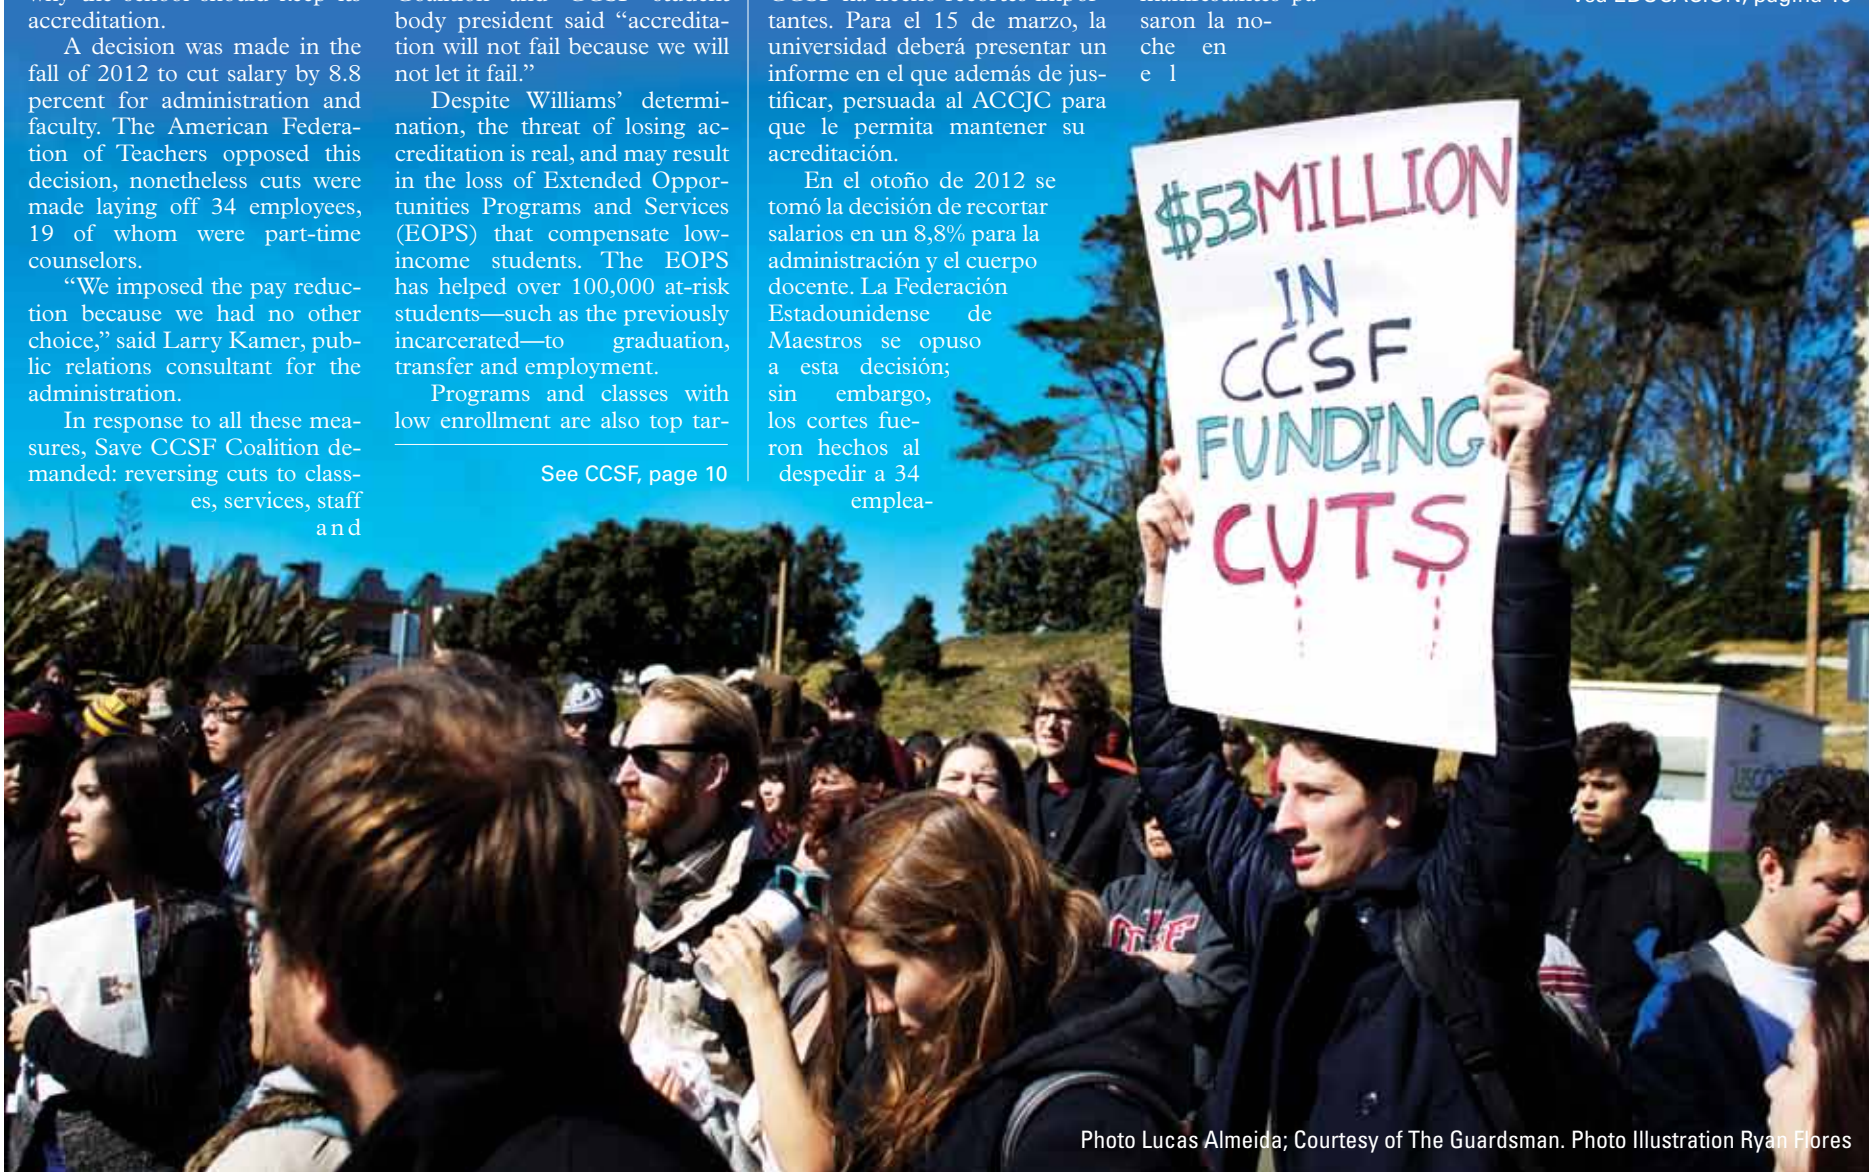 accreditation.
A decision was made in the
fall of 2012 to cut salary by 8.8
percent for administration and
faculty. The American Federa-
tion of Teachers opposed this
decision, nonetheless cuts were
made laying off 34 employees,
19 of whom were part-time
counselors.
“We imposed the pay reduc-
tion because we had no other
choice,” said Larry Kamer, pub-
lic relations consultant for the
administration.
In response to all these mea-
sures, Save CCSF Coalition de-
manded: reversing cuts to class-
es, services, staff
and
body president said “accredita-
tion will not fail because we will
not let it fail.”
Despite Williams’ determi-
nation, the threat of losing ac-
creditation is real, and may result
in the loss of Extended Oppor-
tunities Programs and Services
(EOPS) that compensate low-
income students. The EOPS
has helped over 100,000 at-risk
students—such as the previously
incarcerated—to graduation,
transfer and employment.
Programs and classes with
low enrollment are also top tar-
See CCSF, page 10
tantes. Para el 15 de marzo, la
universidad deberá presentar un
informe en el que además de jus-
tificar, persuada al ACCJC para
que le permita mantener su
acreditación.
En el otoño de 2012 se
tomó la decisión de recortar
salarios en un 8,8% para la
administración y el cuerpo
docente. La Federación
Estadounidense de
Maestros se opuso
a esta decisión;
sin embargo,
los cortes fue-
ron hechos al
despedir a 34
emplea-
saron la no-
che en
e l
$53 MILLION
IN
CCSF
FUNDING
CUTS
Photo Lucas Almeida; Courtesy of The Guardsman. Photo Illustration Ryan Flores